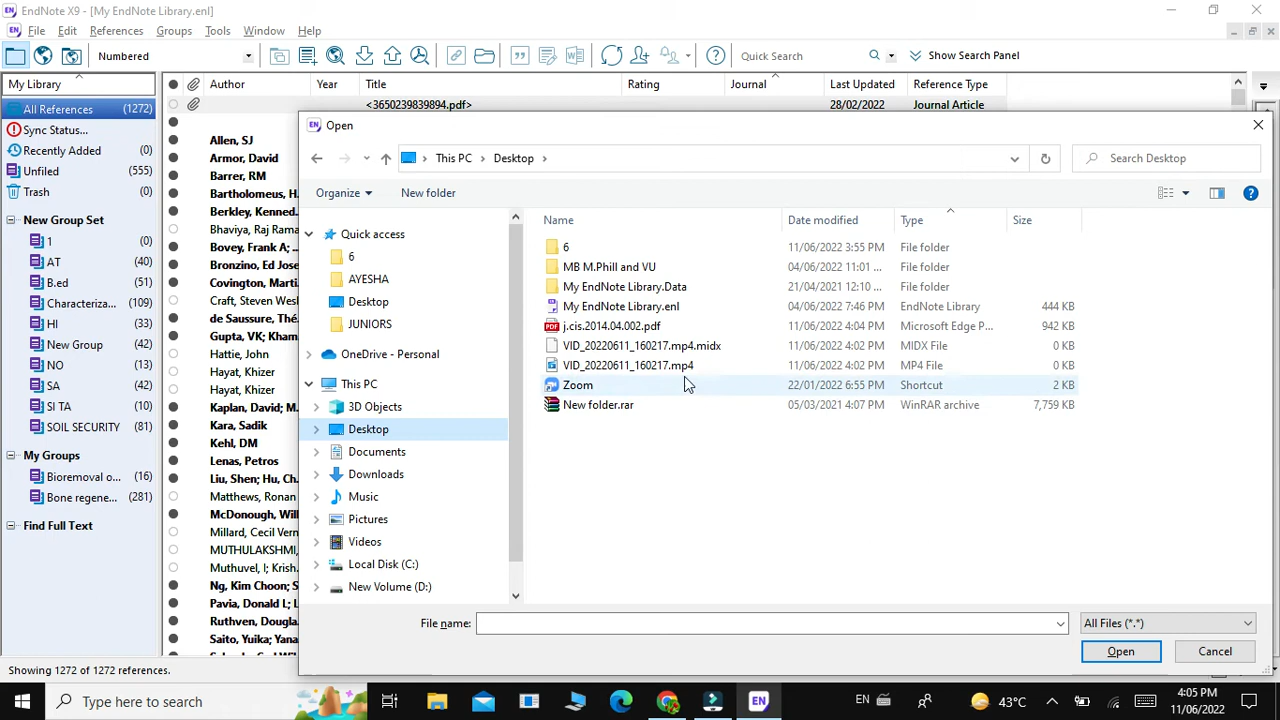 EndNote X9 - [My EndNote Library.enl]
File Edit References Groups Tools Window Help
Numbered Quick Search Show Search Panel
My Library Author Year Title Rating Journal Last Updated Reference Type
All References (1272)
<3650239839894.pdf> 28/02/2022 Journal Article
Sync Status...
Recently Added (0)
Unfiled (555)
Trash (0)
New Group Set
1 (0)
AT (40)
B.ed (51)
Characteriza... (109)
HI (33)
New Group (42)
NO (55)
SA (42)
SI TA (40)
SOIL SECURITY (41)
My Groups
Bioremoval o... (16)
Bone regene... (281)
Find Full Text
Allen, SJ
Armor, David
Barrer, RM
Bartholomeus, H.
Berkley, Kenned..
Bhaviya, Raj Rama
Bovey, Frank A; ..
Bronzino, Ed Jose
Covington, Marti
Craft, Steven Wes
de Saussure, Thé.
Gupta, VK; Kham
Hattie, John
Hayat, Khizer
Hayat, Khizer
Kaplan, David L;
Kara, Sadik
Kehl, DM
Lenas, Petros
Liu, Shen; Hu, Ch.
Matthews, Ronan
McDonough, Will
Millard, Cecil Vern
MUTHULAKSHMI,
Muthuvel, I; Krish.
Ng, Kim Choon; S
Pavia, Donald L; L
Ruthven, Dougla.
Saito, Yuika; Yana.
Open
This PC Desktop Search Desktop
Organize New folder
Quick access
6
AYESHA
Desktop
JUNIORS
OneDrive - Personal
This PC
3D Objects
Desktop
Documents
Downloads
Music
Pictures
Videos
Local Disk (C:)
New Volume (D:)
Name Date modified Type Size
6 11/06/2022 3:55 PM File folder
MB M.Phill and VU 04/06/2022 11:01 ... File folder
My EndNote Library.Data 21/04/2021 12:10 ... File folder
My EndNote Library.enl 04/06/2022 7:46 PM EndNote Library 444 KB
j.cis.2014.04.002.pdf 11/06/2022 4:04 PM Microsoft Edge P... 942 KB
VID_20220611_160217.mp4.midx 11/06/2022 4:02 PM MIDX File 0 KB
VID_20220611_160217.mp4 11/06/2022 4:02 PM MP4 File 0 KB
Zoom 22/01/2022 6:55 PM Shortcut 2 KB
New folder.rar 05/03/2021 4:07 PM WinRAR archive 7,759 KB
File name: All Files (*.*)
Open Cancel
Showing 1272 of 1272 references.
Type here to search
43°C
EN
4:05 PM
11/06/2022